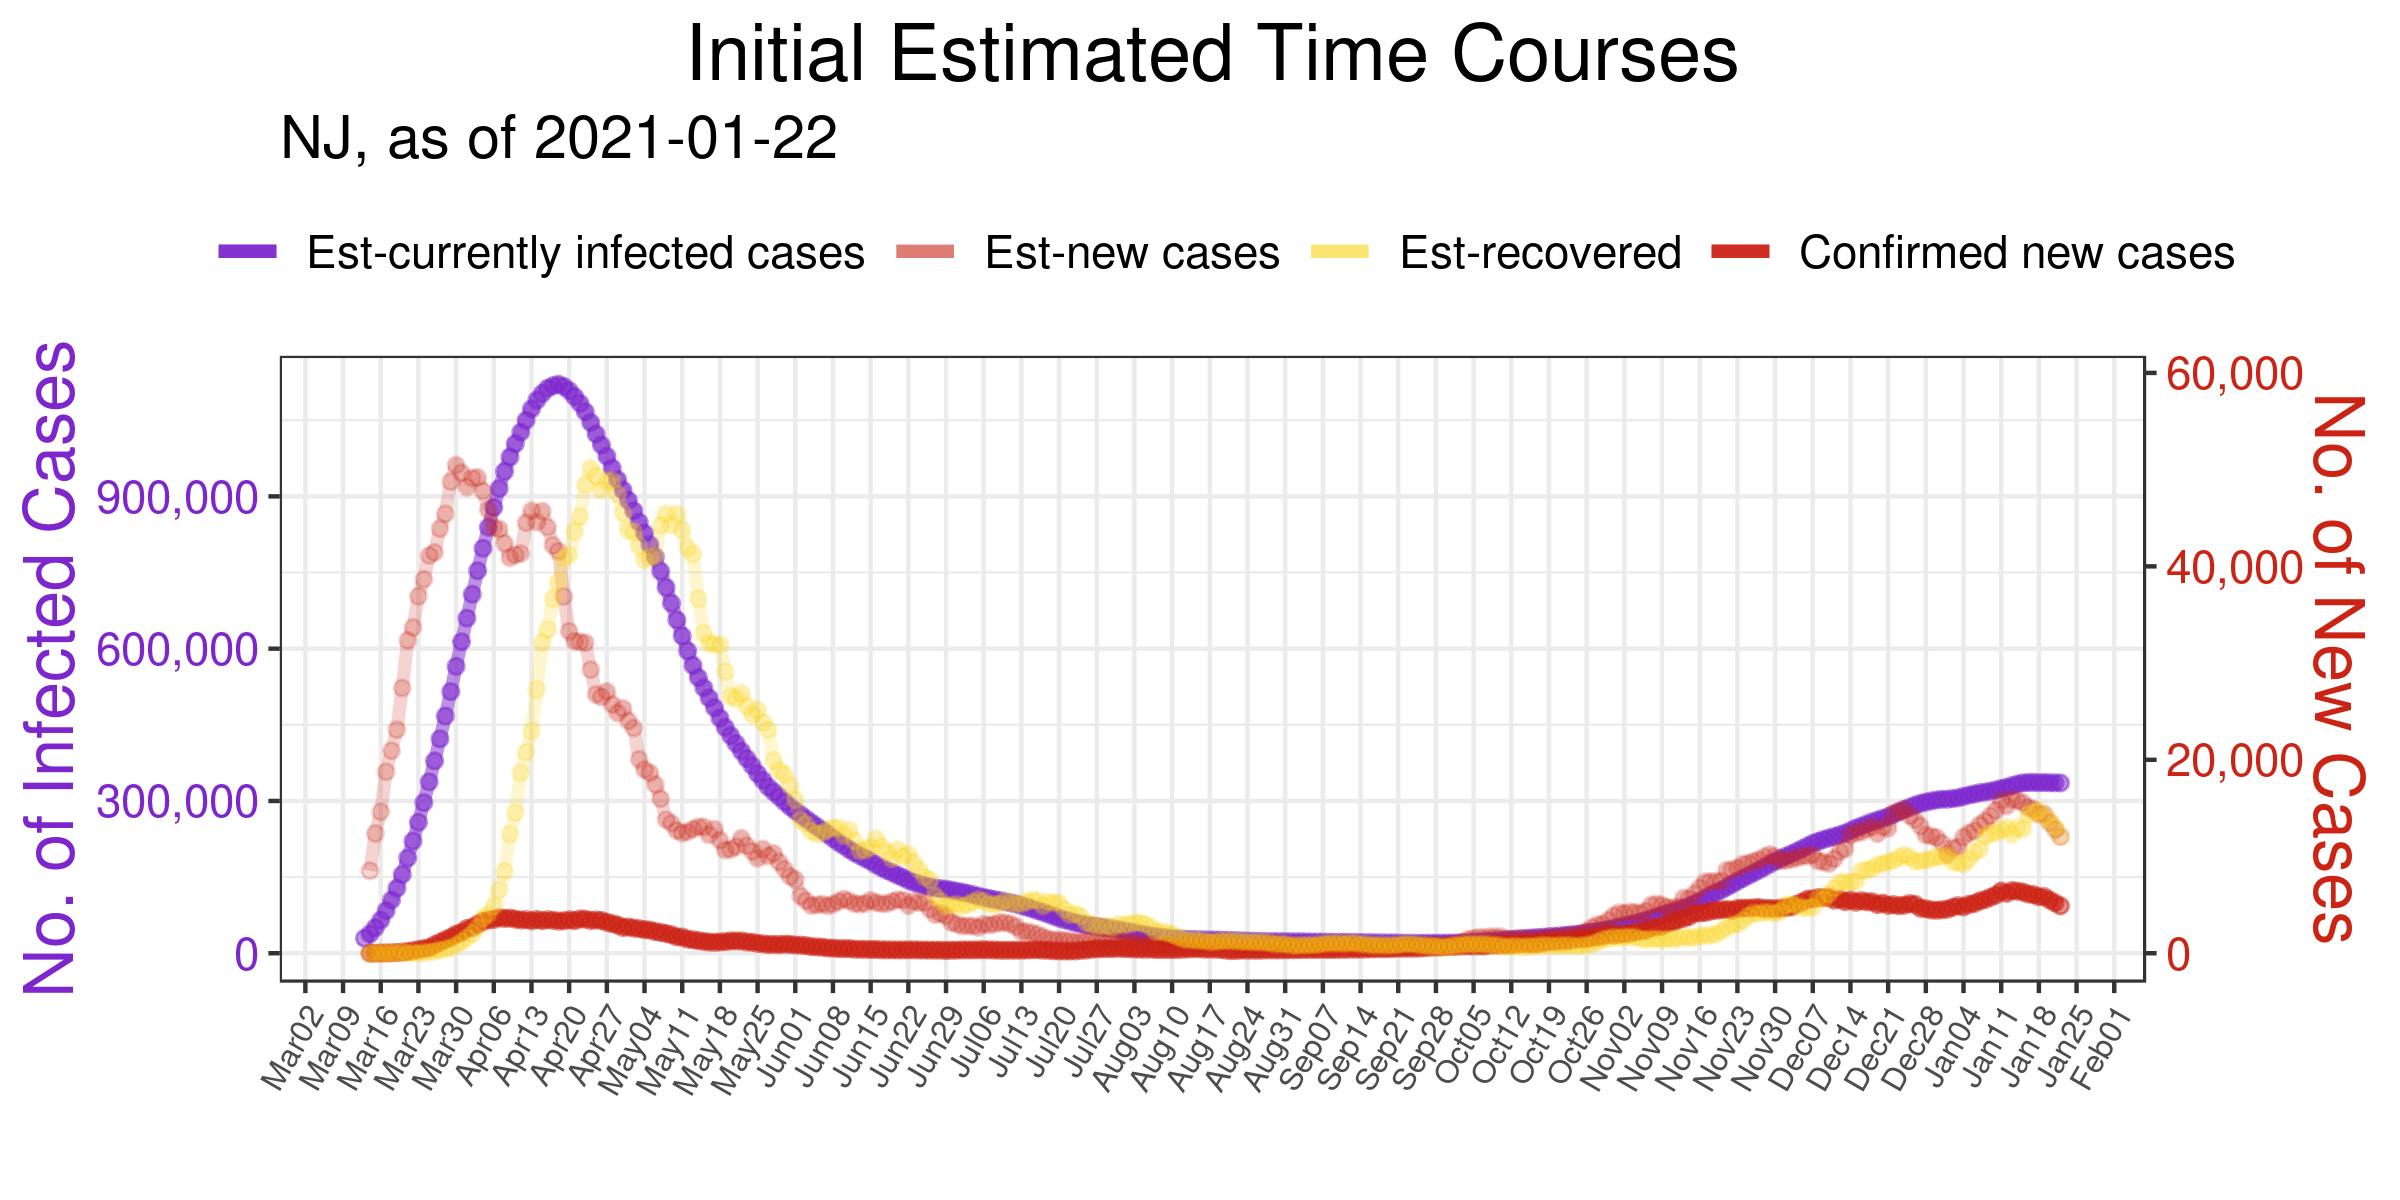 Initial Estimated Time Courses
NJ, as of 2021-01-22
Est-currently infected cases Est-new cases Est-recovered Confirmed new cases
No. of Infected Cases
900,000
600,000
300,000
0
60,000
40,000
20,000
0
No. of New Cases
Mar02 Mar09 Mar16 Mar23 Mar30 Apr06 Apr13 Apr20 Apr27 May04 May11 May18 May25 Jun01 Jun08 Jun15 Jun22 Jun29 Jul06 Jul13 Jul20 Jul27 Aug03 Aug10 Aug17 Aug24 Aug31 Sep07 Sep14 Sep21 Sep28 Oct05 Oct12 Oct19 Oct26 Nov02 Nov09 Nov16 Nov23 Nov30 Dec07 Dec14 Dec21 Dec28 Jan04 Jan11 Jan18 Jan25 Feb01